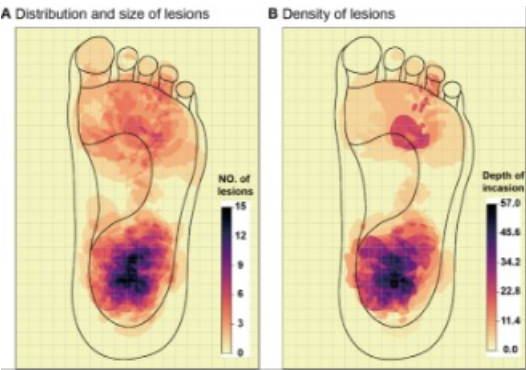 A Distribution and size of lesions
NO. of
lesions
15
12
9
6
3
0
B Density of lesions
Depth of
incasion
57.0
45.6
34.2
22.8
11.4
0.0